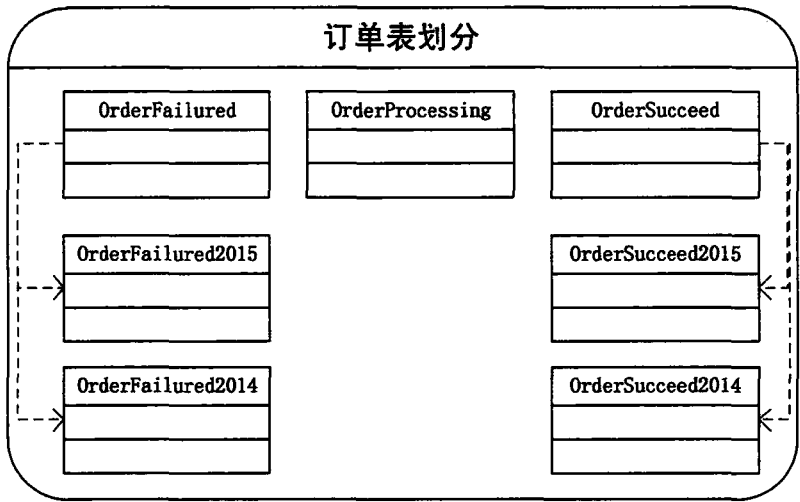 订单表划分
OrderFailured
OrderProcessing
OrderSucceed
OrderFailured2015
OrderSucceed2015
OrderFailured2014
OrderSucceed2014